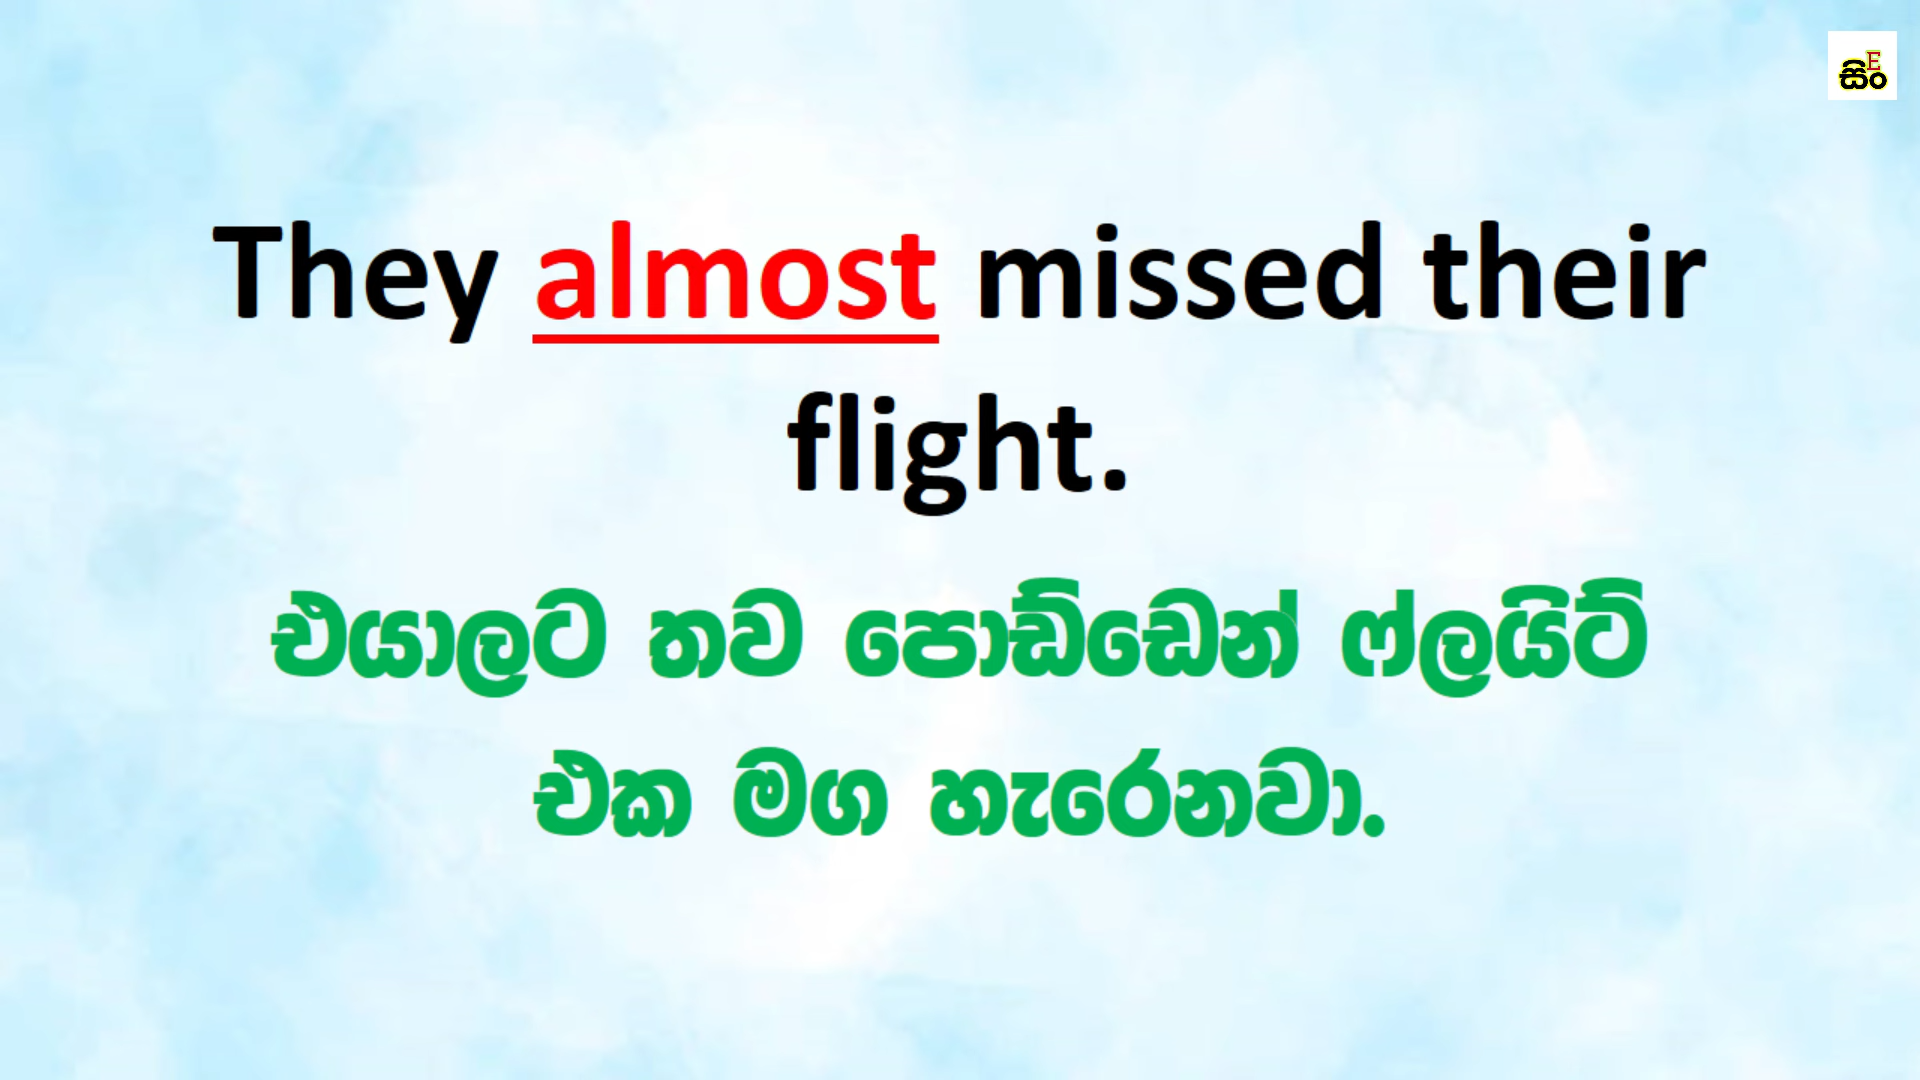 සිංE
They almost missed their
flight.
එයාලට තව පොඩ්ඩෙන් ෆ්ලයිට්
එක මග හැරෙනවා.